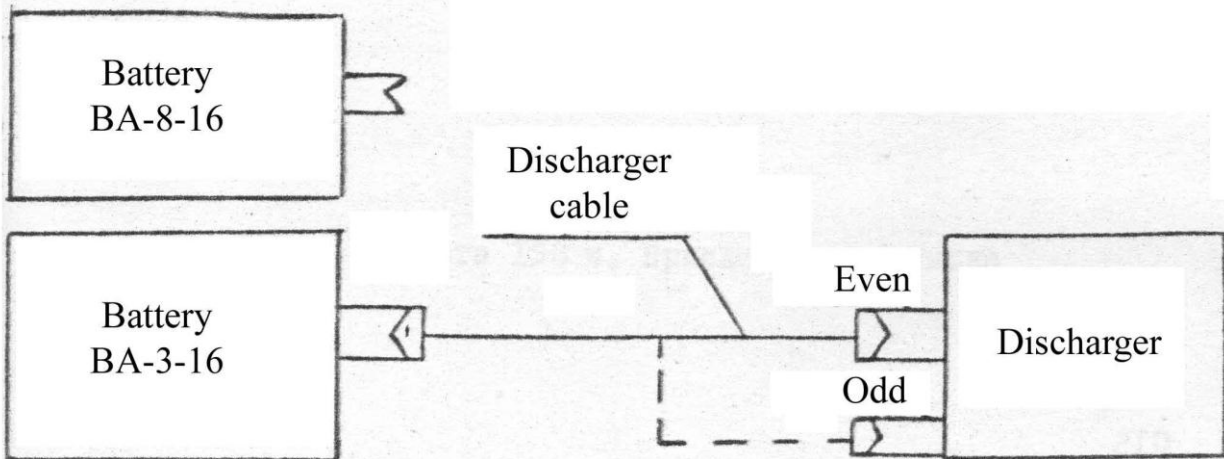 Battery
BA-8-16
Discharger
cable
Even
Battery
BA-3-16
Discharger
Odd